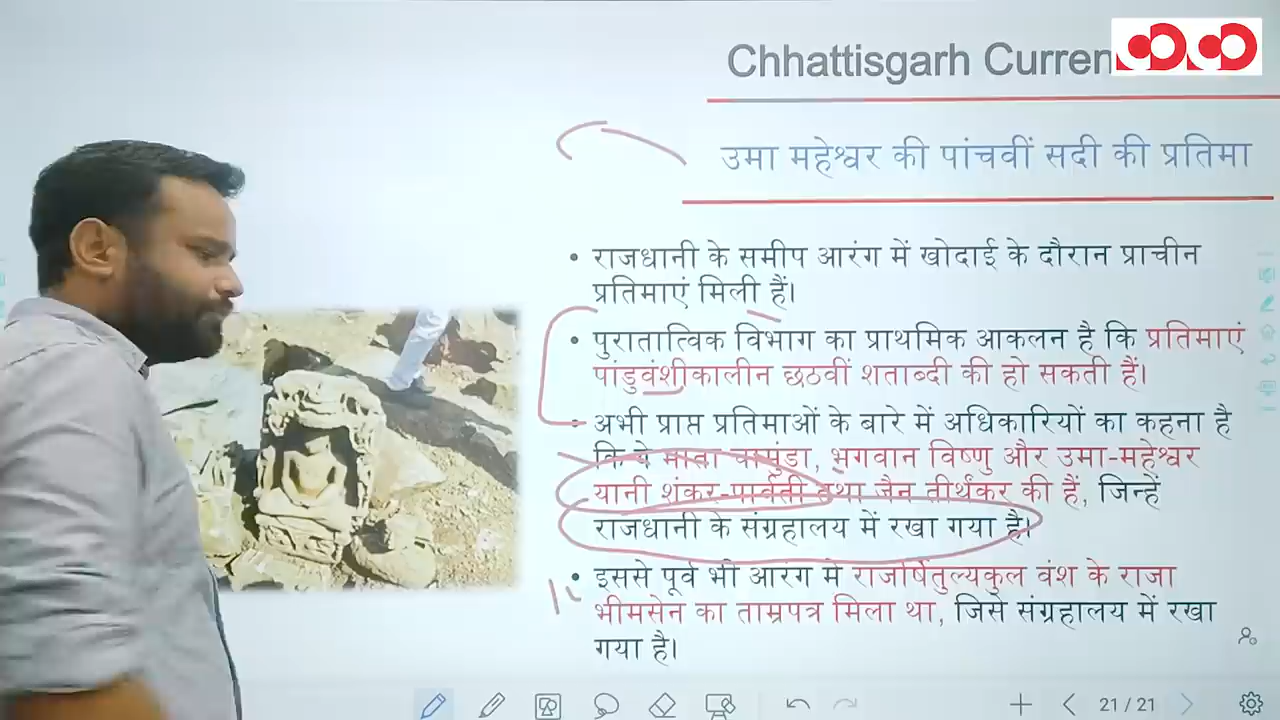 Chhattisgarh Curren
उमा महेश्वर की पांचवीं सदी की प्रतिमा
• राजधानी के समीप आरंग में खोदाई के दौरान प्राचीन
प्रतिमाएं मिली हैं।
• पुरातात्विक विभाग का प्राथमिक आकलन है कि प्रतिमाएं
पांडुवंशीकालीन छठवीं शताब्दी की हो सकती हैं।
• अभी प्राप्त प्रतिमाओं के बारे में अधिकारियों का कहना है
कि ये माता चामुंडा, भगवान विष्णु और उमा-महेश्वर
यानी शंकर-पार्वती तथा जैन तीर्थंकर की हैं, जिन्हें
राजधानी के संग्रहालय में रखा गया है।
• इससे पूर्व भी आरंग में राजर्षितुल्यकुल वंश के राजा
भीमसेन का ताम्रपत्र मिला था, जिसे संग्रहालय में रखा
गया है।
21 / 21